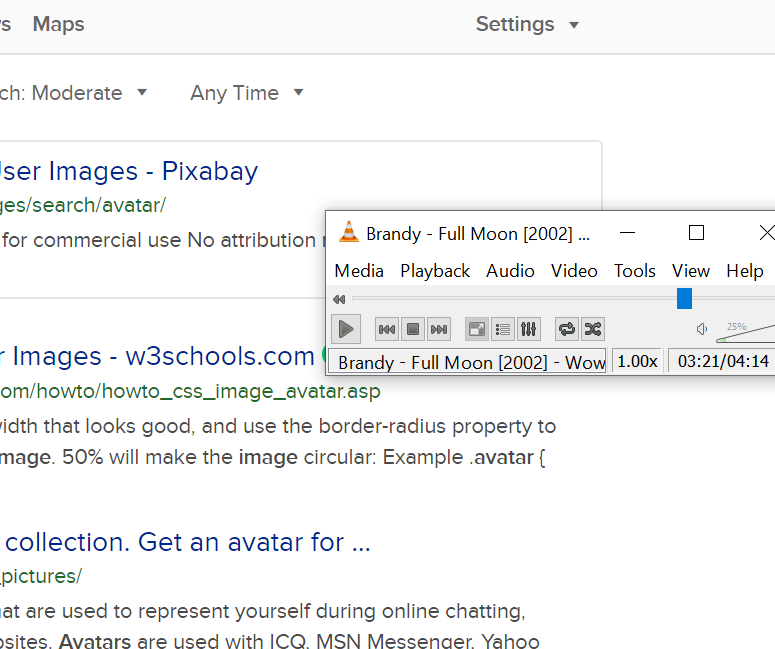 s Maps Settings
ch: Moderate Any Time
User Images - Pixabay
ges/search/avatar/
for commercial use No attribution
Brandy - Full Moon [2002] ...
Media Playback Audio Video Tools View Help
25%
Brandy - Full Moon [2002] - Wow 1.00x 03:21/04:14
r Images - w3schools.com
om/howto/howto_css_image_avatar.asp
width that looks good, and use the border-radius property to
mage. 50% will make the image circular: Example .avatar {
collection. Get an avatar for ...
_pictures/
hat are used to represent yourself during online chatting,
bsites. Avatars are used with ICQ, MSN Messenger, Yahoo